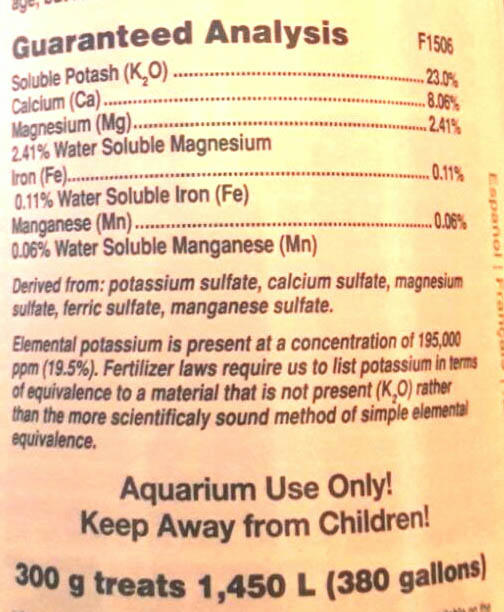 age,
Guaranteed Analysis F1506
Soluble Potash (K₂O) ........................................ 23.0%
Calcium (Ca) .................................................... 8.06%
Magnesium (Mg)............................................... 2.41%
2.41% Water Soluble Magnesium
Iron (Fe)........................................................... 0.11%
0.11% Water Soluble Iron (Fe)
Manganese (Mn) ............................................... 0.06%
0.06% Water Soluble Manganese (Mn)
Derived from: potassium sulfate, calcium sulfate, magnesium
sulfate, ferric sulfate, manganese sulfate.
Elemental potassium is present at a concentration of 195,000
ppm (19.5%). Fertilizer laws require us to list potassium in terms
of equivalence to a material that is not present (K₂O) rather
than the more scientificaly sound method of simple elemental
equivalence.
Aquarium Use Only!
Keep Away from Children!
300 g treats 1,450 L (380 gallons)
Español | Français